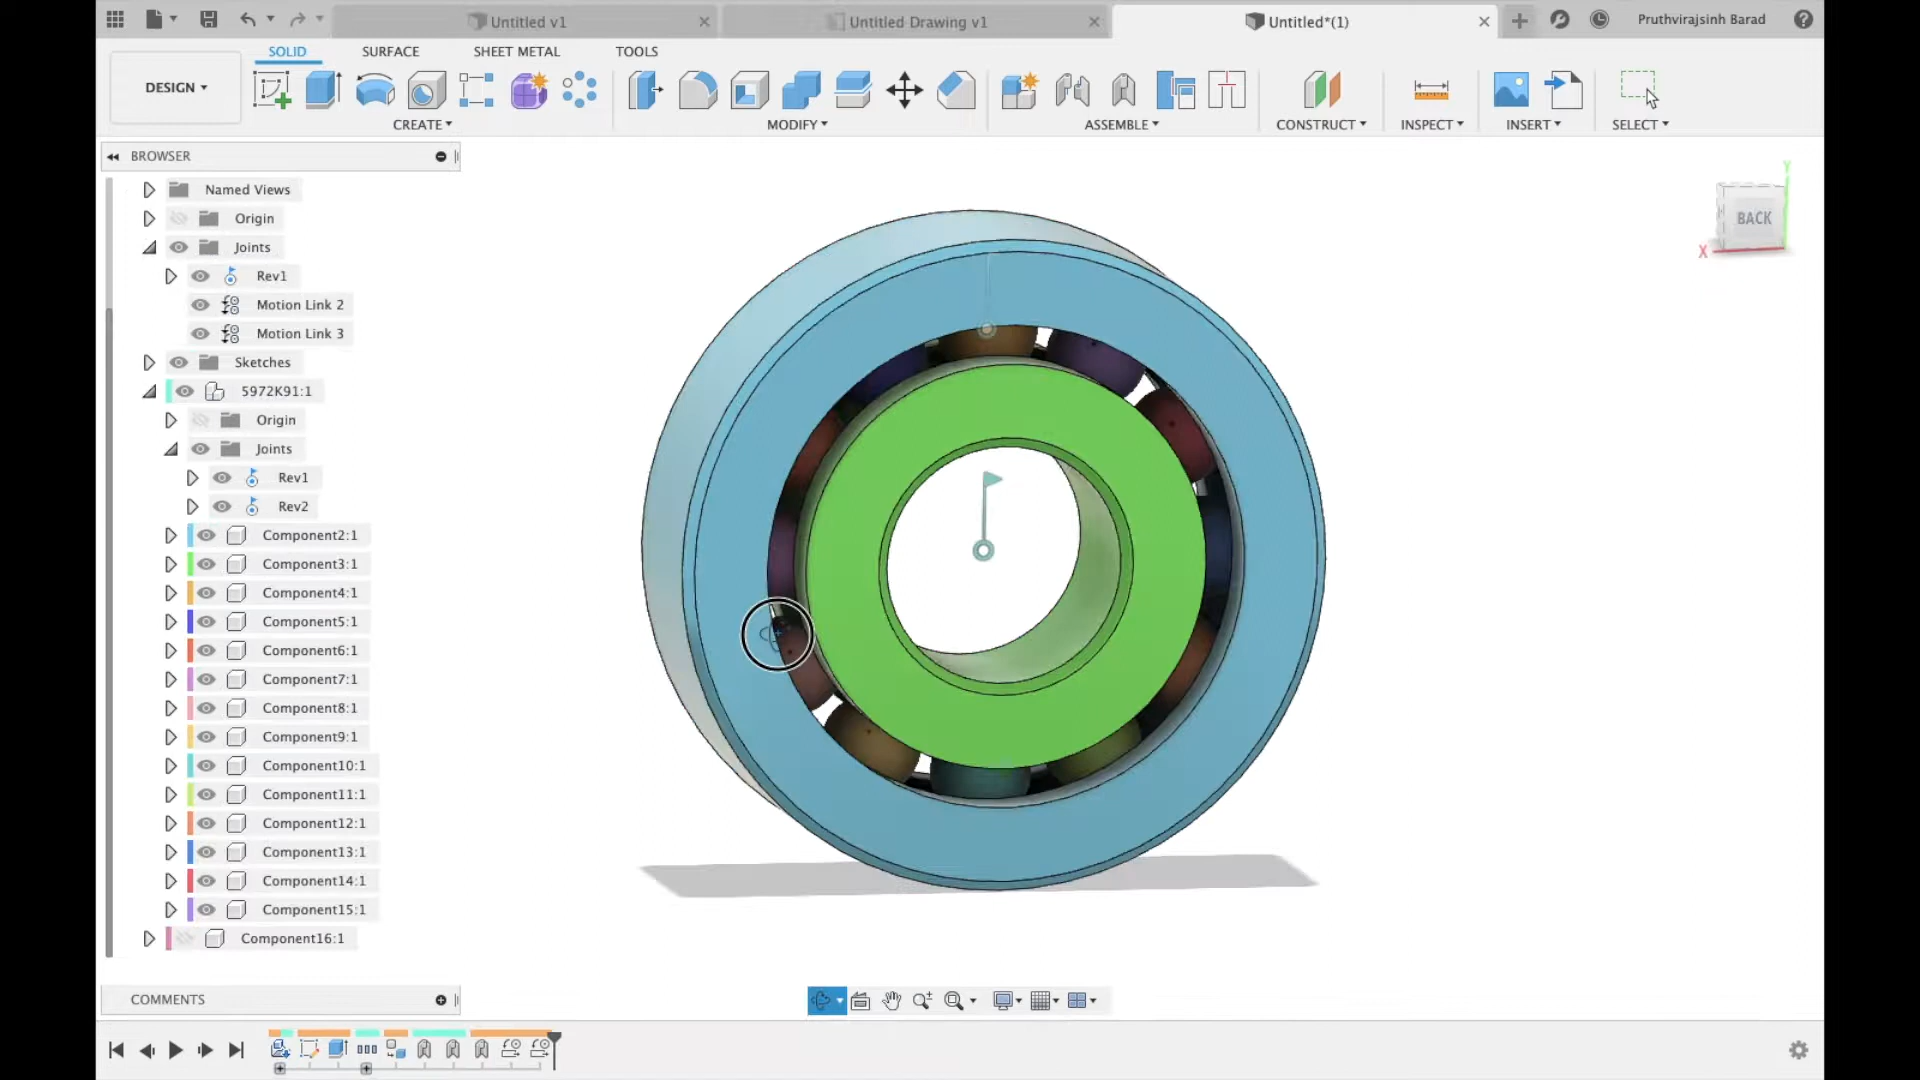 Untitled v1
Untitled Drawing v1
Untitled*(1)
Pruthvirajsinh Barad
DESIGN
SOLID
SURFACE
SHEET METAL
TOOLS
CREATE
MODIFY
ASSEMBLE
CONSTRUCT
INSPECT
INSERT
SELECT
BROWSER
Named Views
Origin
Joints
Rev1
Motion Link 2
Motion Link 3
Sketches
5972K91:1
Origin
Joints
Rev1
Rev2
Component2:1
Component3:1
Component4:1
Component5:1
Component6:1
Component7:1
Component8:1
Component9:1
Component10:1
Component11:1
Component12:1
Component13:1
Component14:1
Component15:1
Component16:1
Y
BACK
X
COMMENTS